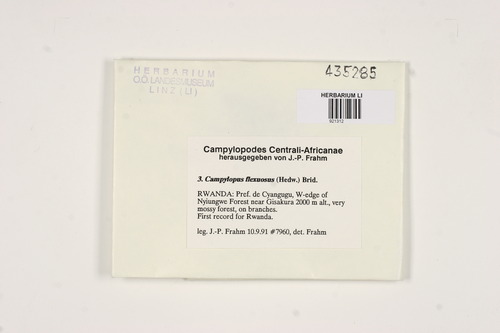 HERBARIUM
O.Ö. LANDESMUSEUM
LINZ (LI)
435285
HERBARIUM LI
921312
Campylopodes Centrali-Africanae
herausgegeben von J.-P. Frahm
3. Campylopus flexuosus (Hedw.) Brid.
RWANDA: Pref. de Cyangugu, W-edge of
Nyiungwe Forest near Gisakura 2000 m alt., very
mossy forest, on branches.
First record for Rwanda.
leg. J.-P. Frahm 10.9.91 #7960, det. Frahm